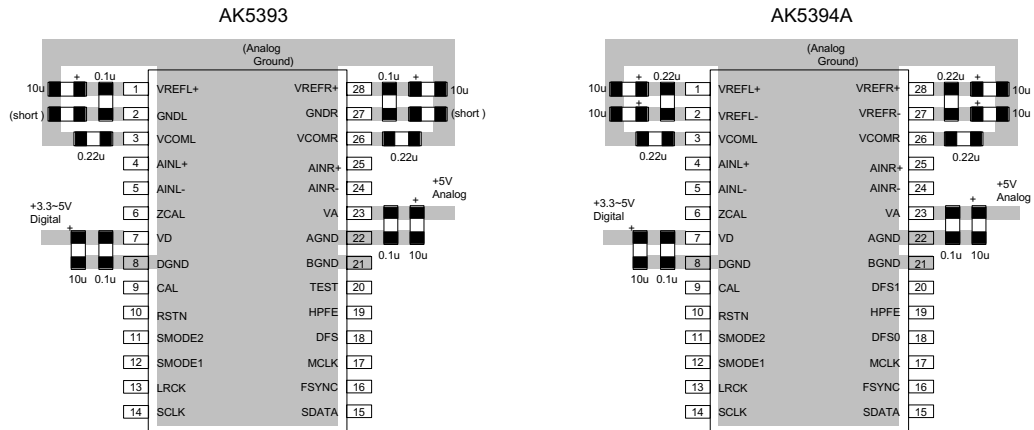 AK5393
(Analog
Ground)
10u
+
0.1u
0.1u
+
10u
1 VREFL+
VREFR+ 28
(short )
2 GNDL
GNDR 27
(short)
3 VCOML
VCOMR 26
0.22u
0.22u
4 AINL+
AINR+ 25
5 AINL-
AINR- 24
+5V
Analog
6 ZCAL
VA 23
+
+3.3~5V
Digital
+
7 VD
AGND 22
0.1u
10u
8 DGND
BGND 21
10u
0.1u
9 CAL
TEST 20
10 RSTN
HPFE 19
11 SMODE2
DFS 18
12 SMODE1
MCLK 17
13 LRCK
FSYNC 16
14 SCLK
SDATA 15
AK5394A
(Analog
Ground)
10u
+
0.22u
0.22u
+
10u
1 VREFL+
VREFR+ 28
10u
+
2 VREFL-
VREFR- 27
+
10u
3 VCOML
VCOMR 26
0.22u
0.22u
4 AINL+
AINR+ 25
5 AINL-
AINR- 24
+5V
Analog
6 ZCAL
VA 23
+
+3.3~5V
Digital
+
7 VD
AGND 22
0.1u
10u
8 DGND
BGND 21
10u
0.1u
9 CAL
DFS1 20
10 RSTN
HPFE 19
11 SMODE2
DFS0 18
12 SMODE1
MCLK 17
13 LRCK
FSYNC 16
14 SCLK
SDATA 15